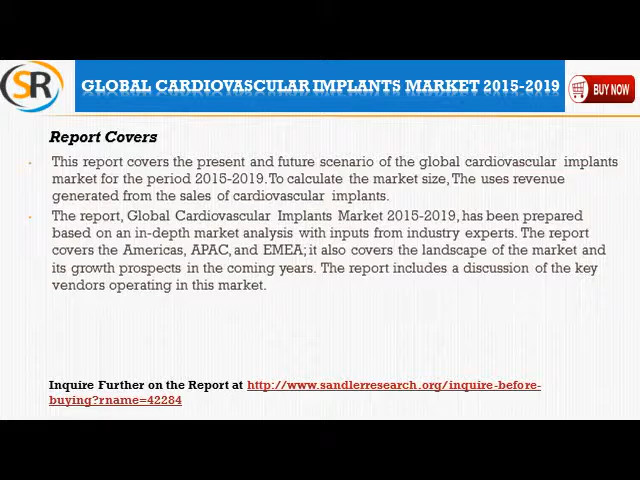 SR
GLOBAL CARDIOVASCULAR IMPLANTS MARKET 2015-2019
BUY NOW
Report Covers
This report covers the present and future scenario of the global cardiovascular implants
market for the period 2015-2019. To calculate the market size, The uses revenue
generated from the sales of cardiovascular implants.
The report, Global Cardiovascular Implants Market 2015-2019, has been prepared
based on an in-depth market analysis with inputs from industry experts. The report
covers the Americas, APAC, and EMEA; it also covers the landscape of the market and
its growth prospects in the coming years. The report includes a discussion of the key
vendors operating in this market.
Inquire Further on the Report at http://www.sandlerresearch.org/inquire-before-
buying?rname=42284